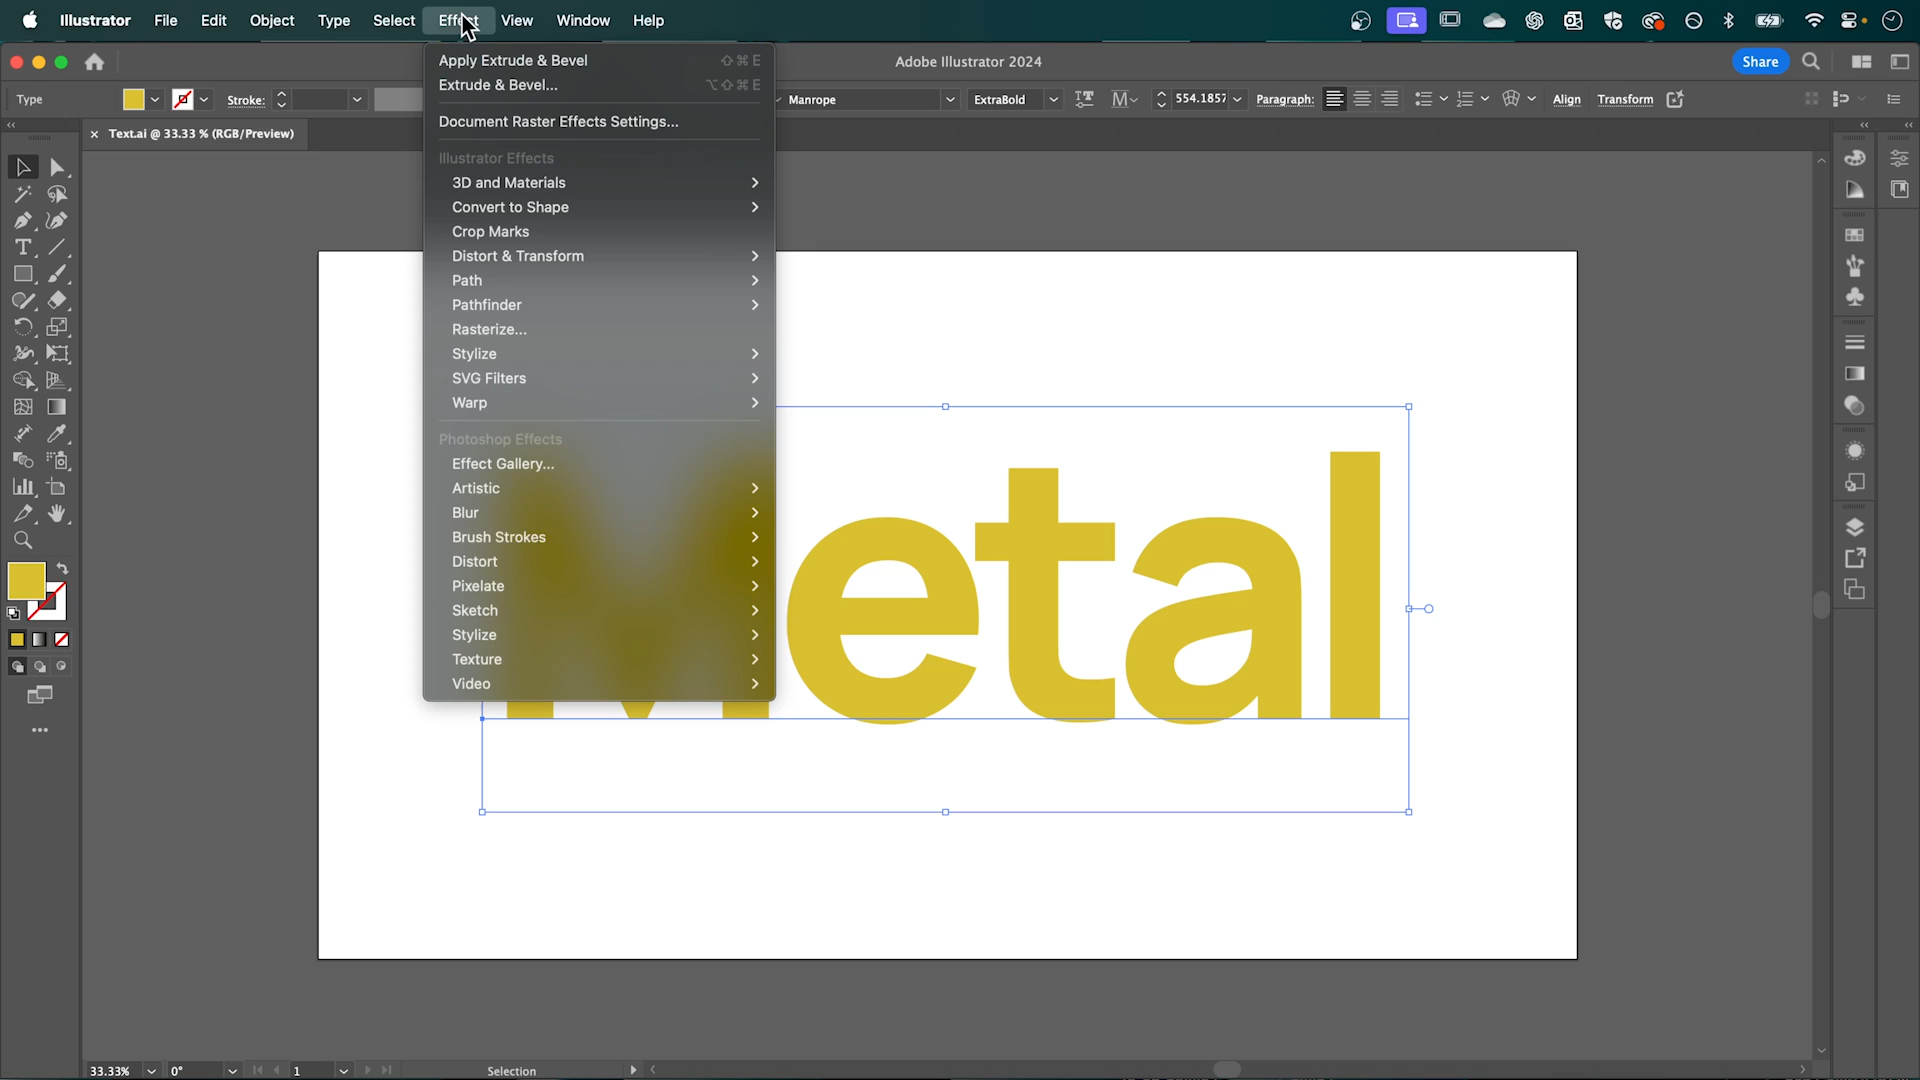 Illustrator File Edit Object Type Select Effect View Window Help
Adobe Illustrator 2024
Share
Type
Stroke:
Manrope
ExtraBold
554.1857
Paragraph:
Align
Transform
Text.ai @ 33.33 % (RGB/Preview)
Apply Extrude & Bevel ⇧⌘E
Extrude & Bevel... ⌥⇧⌘E
Document Raster Effects Settings...
Illustrator Effects
3D and Materials
Convert to Shape
Crop Marks
Distort & Transform
Path
Pathfinder
Rasterize...
Stylize
SVG Filters
Warp
Photoshop Effects
Effect Gallery...
Artistic
Blur
Brush Strokes
Distort
Pixelate
Sketch
Stylize
Texture
Video
Metal
33.33%
0°
1
Selection